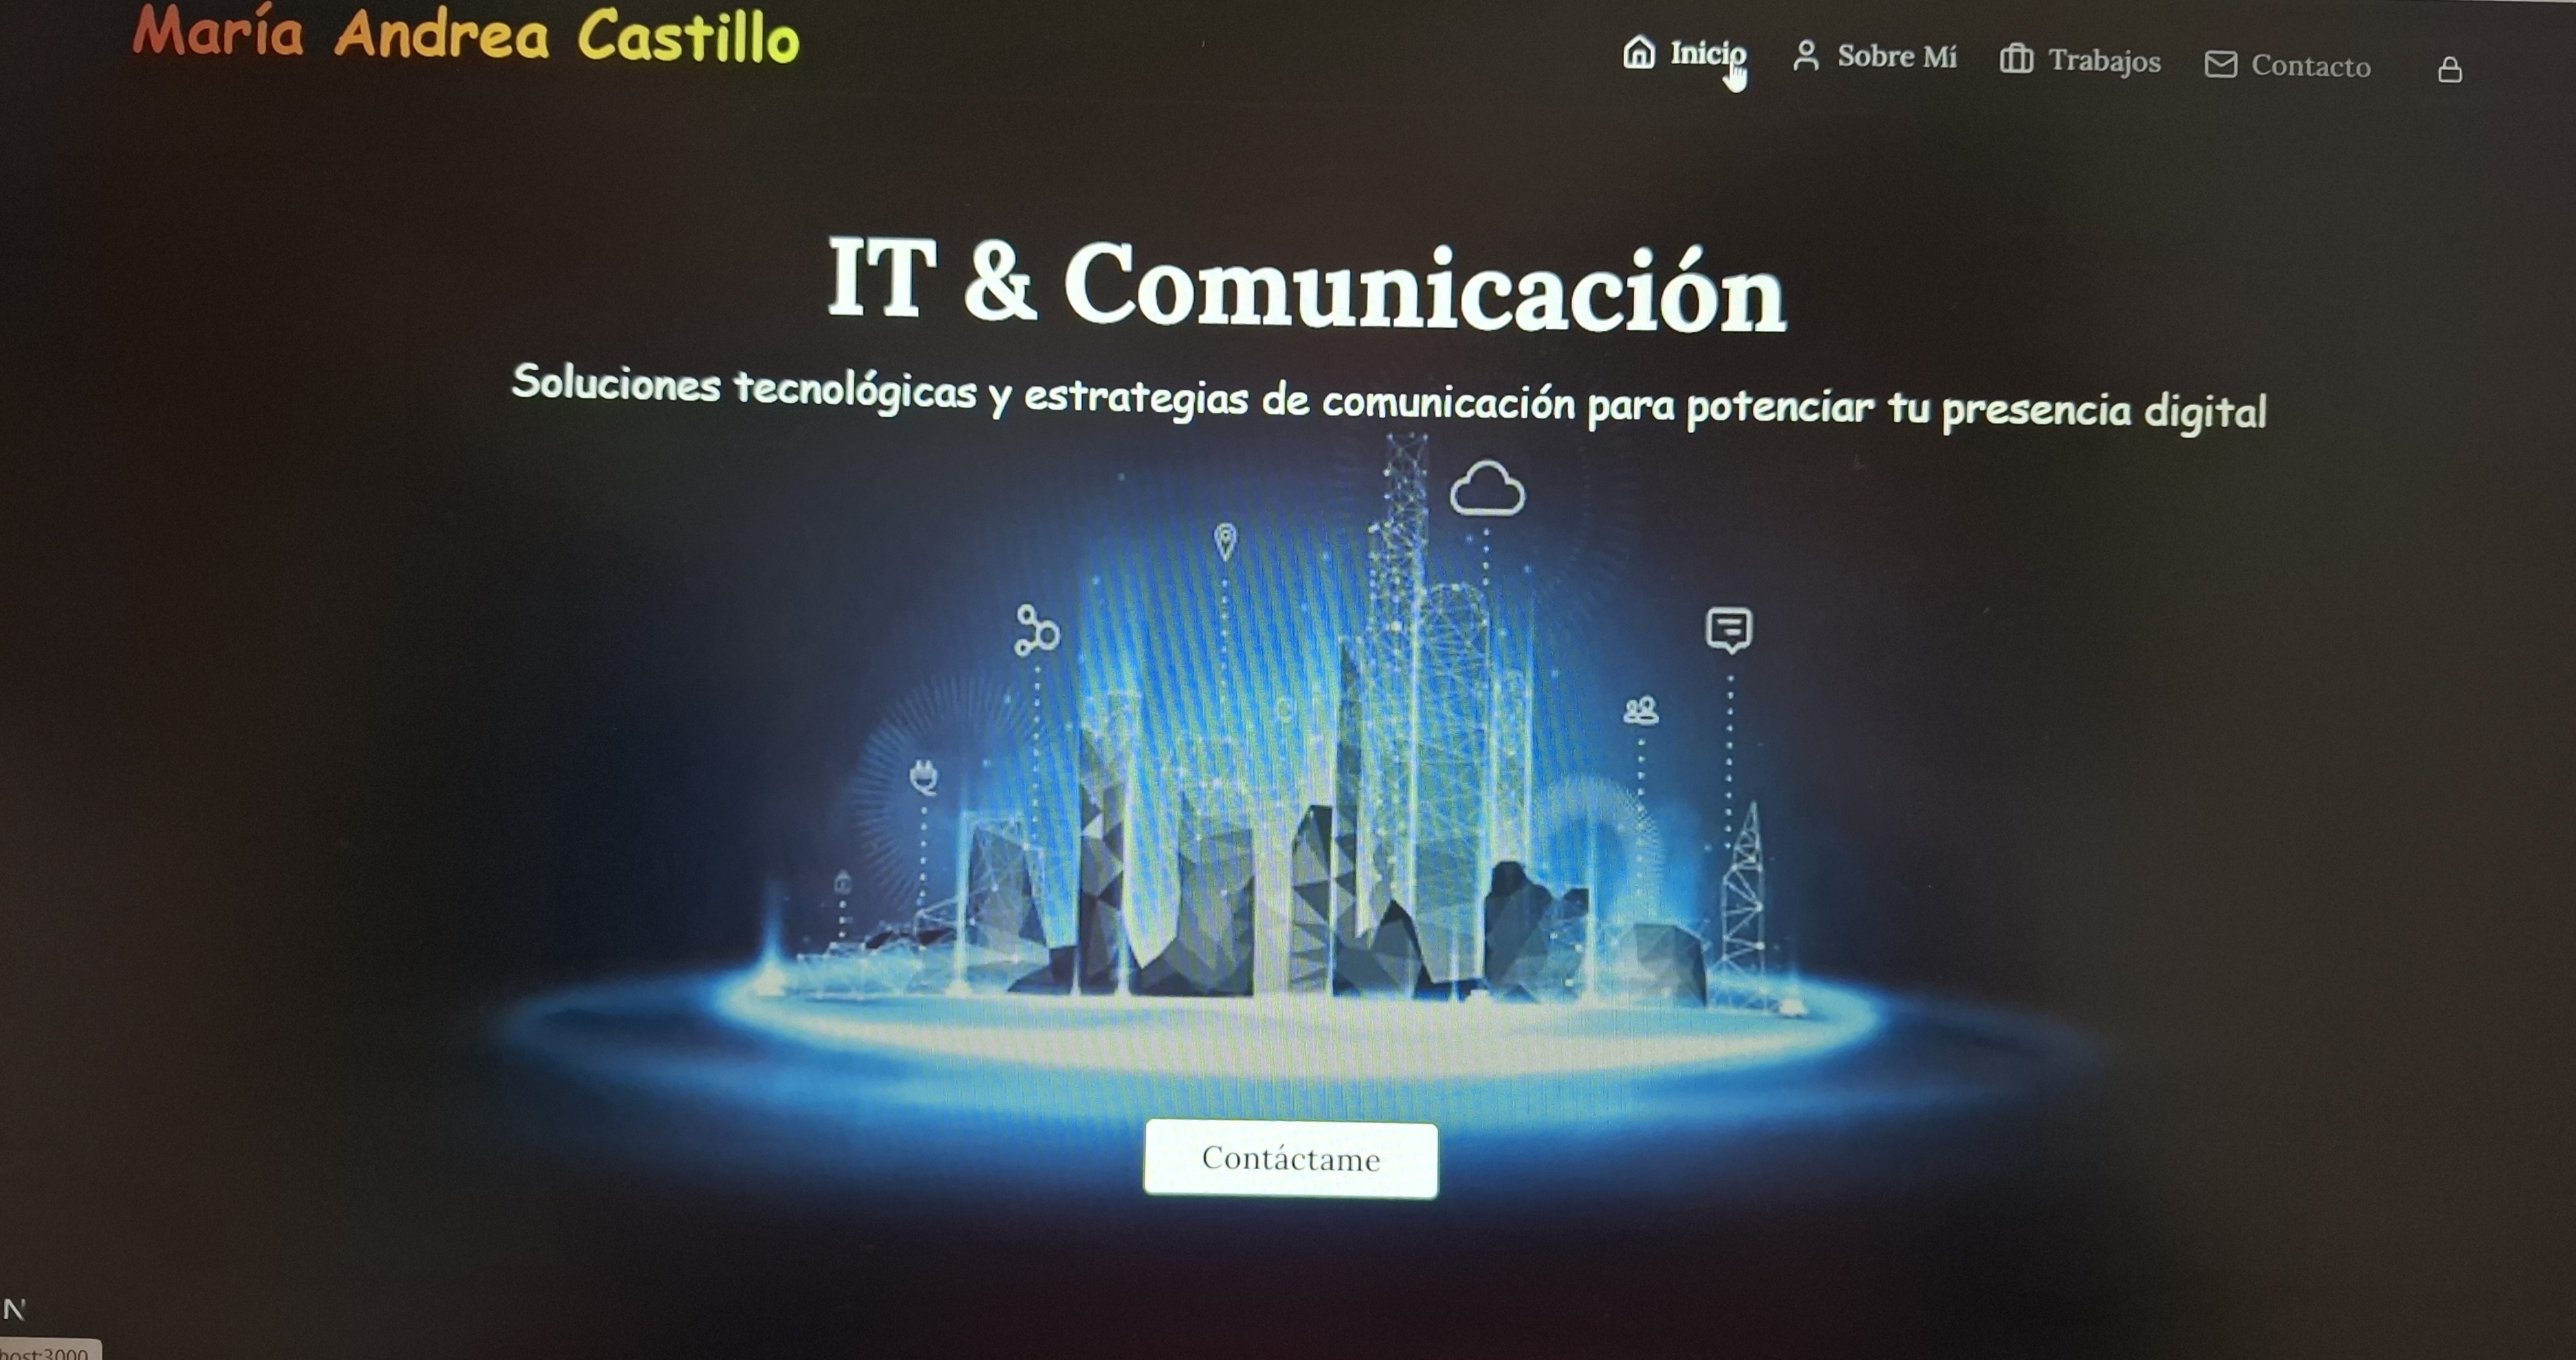 María Andrea Castillo
Inicio Sobre Mí Trabajos Contacto
IT & Comunicación
Soluciones tecnológicas y estrategias de comunicación para potenciar tu presencia digital
Contáctame
N
host:3000